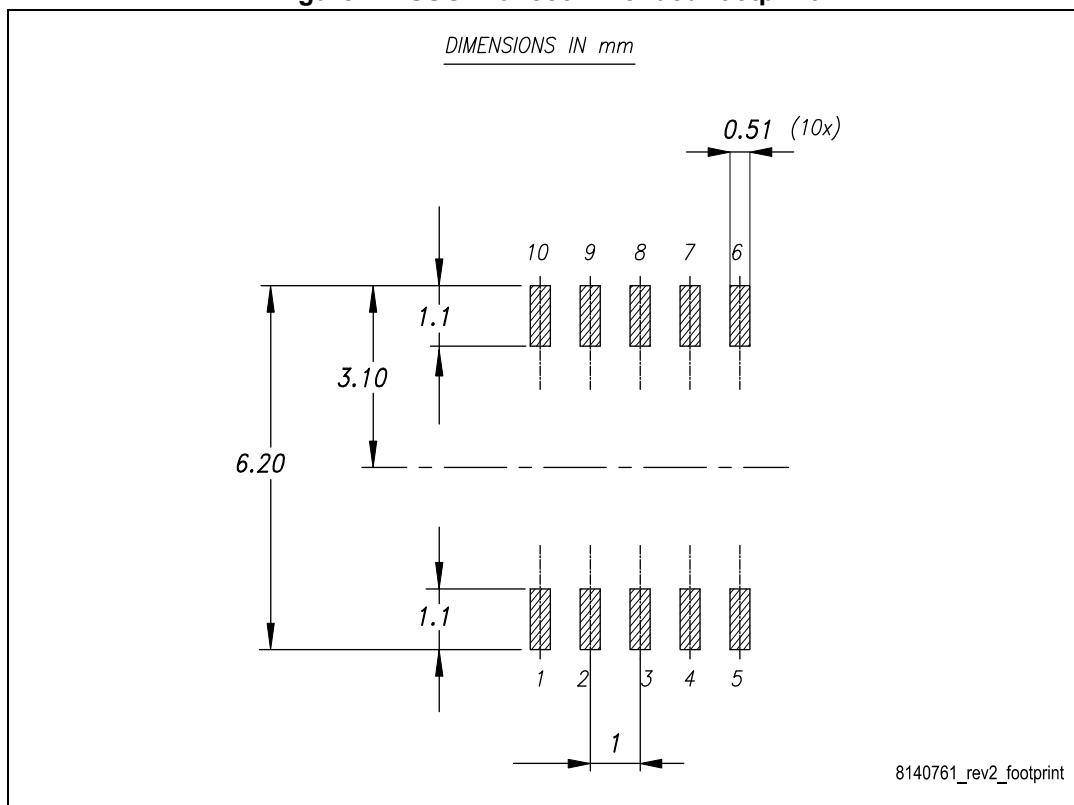 DIMENSIONS IN mm
0.51 (10x)
10 9 8 7 6
1.1
3.10
6.20
1.1
1 2 3 4 5
1
8140761_rev2_footprint